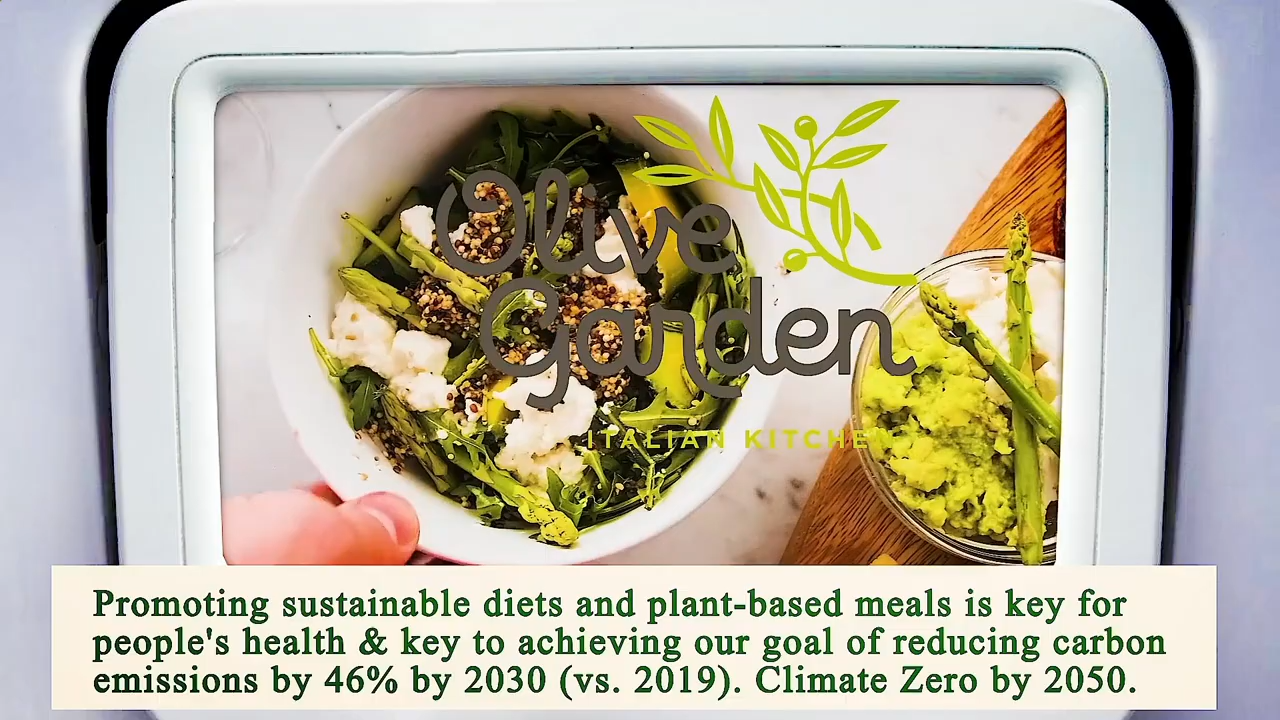 Olive
Garden
ITALIAN KITCHEN
Promoting sustainable diets and plant-based meals is key for
people's health & key to achieving our goal of reducing carbon
emissions by 46% by 2030 (vs. 2019). Climate Zero by 2050.